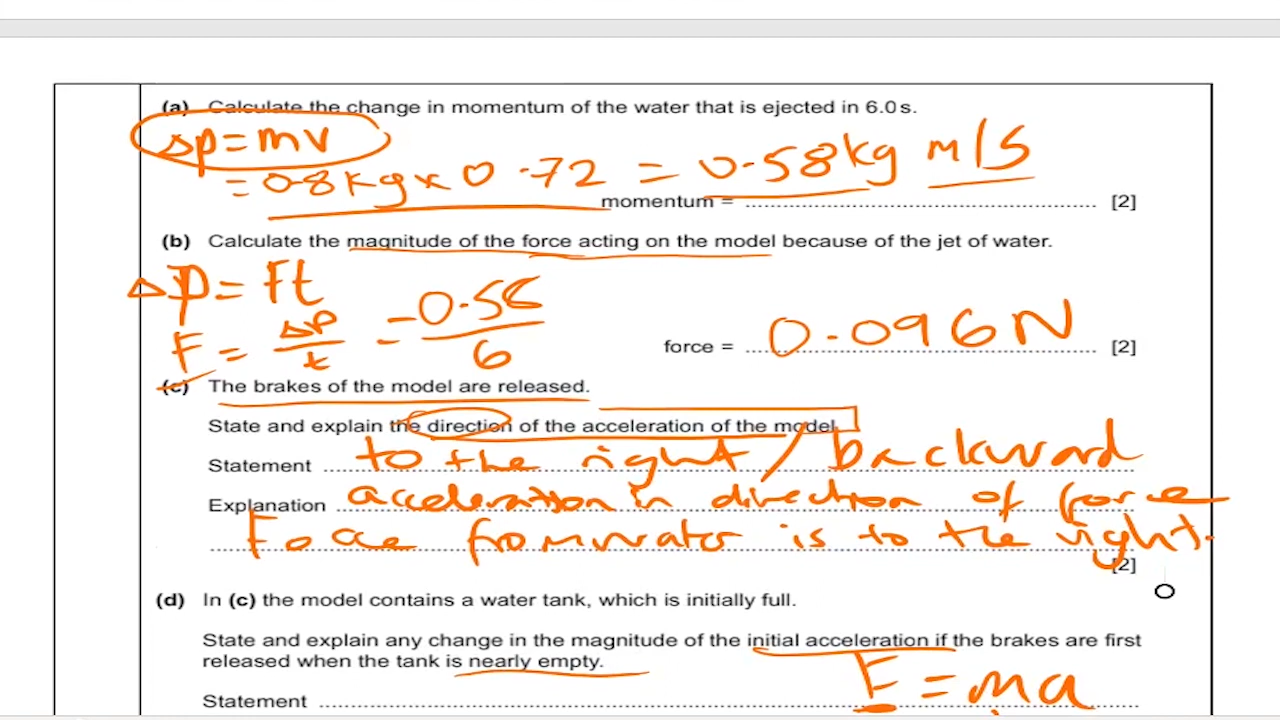 (a) Calculate the change in momentum of the water that is ejected in 6.0 s.
Δp = mv
= 0.8kg x 0.72 = 0.58kg m/s
momentum = ........ [2]
(b) Calculate the magnitude of the force acting on the model because of the jet of water.
Δp = Ft
F = Δp/t = 0.58/6
0.096N
force = ........ [2]
(c) The brakes of the model are released.
State and explain the direction of the acceleration of the model.
Statement to the right / backward
Explanation acceleration in direction of force
Force from water is to the right.
[2]
(d) In (c) the model contains a water tank, which is initially full.
State and explain any change in the magnitude of the initial acceleration if the brakes are first
released when the tank is nearly empty.
F = ma
Statement ........